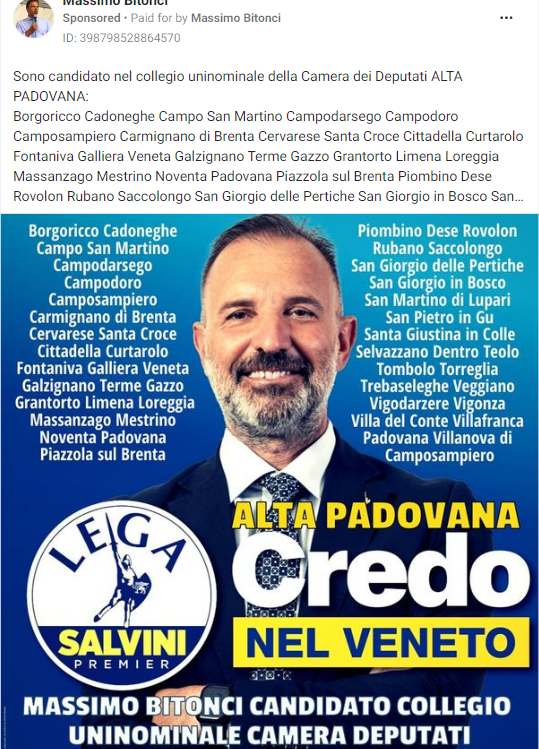 Massimo Bitonci
Sponsored • Paid for by Massimo Bitonci
ID: 398798528864570
Sono candidato nel collegio uninominale della Camera dei Deputati ALTA
PADOVANA:
Borgoricco Cadoneghe Campo San Martino Campodarsego Campodoro
Camposampiero Carmignano di Brenta Cervarese Santa Croce Cittadella Curtarolo
Fontaniva Galliera Veneta Galzignano Terme Gazzo Grantorto Limena Loreggia
Massanzago Mestrino Noventa Padovana Piazzola sul Brenta Piombino Dese
Rovolon Rubano Saccolongo San Giorgio delle Pertiche San Giorgio in Bosco San...
Borgoricco Cadoneghe
Campo San Martino
Campodarsego
Campodoro
Camposampiero
Carmignano di Brenta
Cervarese Santa Croce
Cittadella Curtarolo
Fontaniva Galliera Veneta
Galzignano Terme Gazzo
Grantorto Limena Loreggia
Massanzago Mestrino
Noventa Padovana
Piazzola sul Brenta
Piombino Dese Rovolon
Rubano Saccolongo
San Giorgio delle Pertiche
San Giorgio in Bosco
San Martino di Lupari
San Pietro in Gu
Santa Giustina in Colle
Selvazzano Dentro Teolo
Tombolo Torreglia
Trebaseleghe Veggiano
Vigodarzere Vigonza
Villa del Conte Villafranca
Padovana Villanova di
Camposampiero
LEGA
SALVINI
PREMIER
ALTA PADOVANA
Credo
NEL VENETO
MASSIMO BITONCI CANDIDATO COLLEGIO
UNINOMINALE CAMERA DEPUTATI